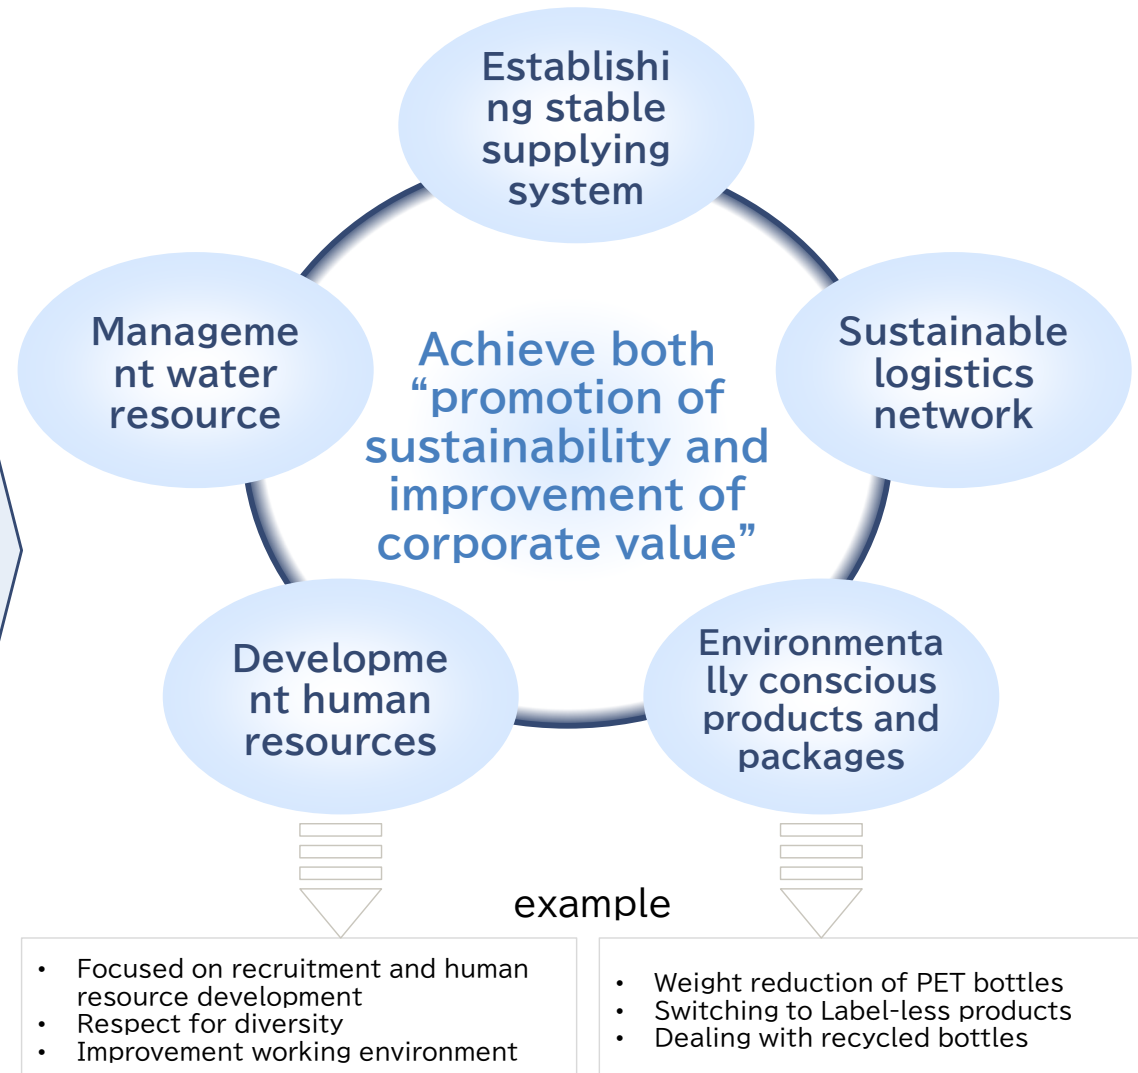 Establishi
ng stable
supplying
system
Manageme
nt water
resource
Achieve both
“promotion of
sustainability and
improvement of
corporate value”
Sustainable
logistics
network
Developme
nt human
resources
Environmenta
lly conscious
products and
packages
example
• Focused on recruitment and human
resource development
• Respect for diversity
• Improvement working environment
• Weight reduction of PET bottles
• Switching to Label-less products
• Dealing with recycled bottles